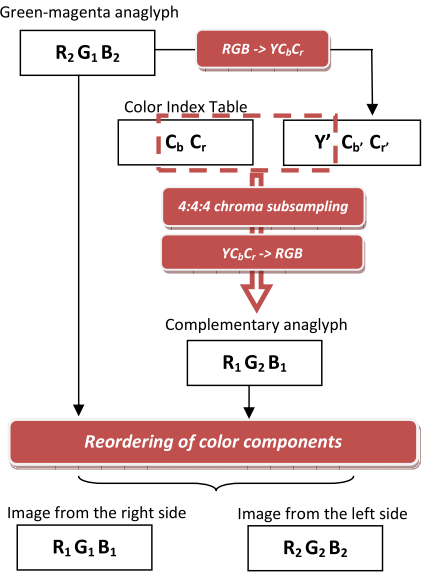 Green-magenta anaglyph
R₂ G₁ B₂
RGB -> YCbCr
Color Index Table
Cb Cr
Y' Cb' Cr'
4:4:4 chroma subsampling
YCbCr -> RGB
Complementary anaglyph
R₁ G₂ B₁
Reordering of color components
Image from the right side
Image from the left side
R₁ G₁ B₁
R₂ G₂ B₂